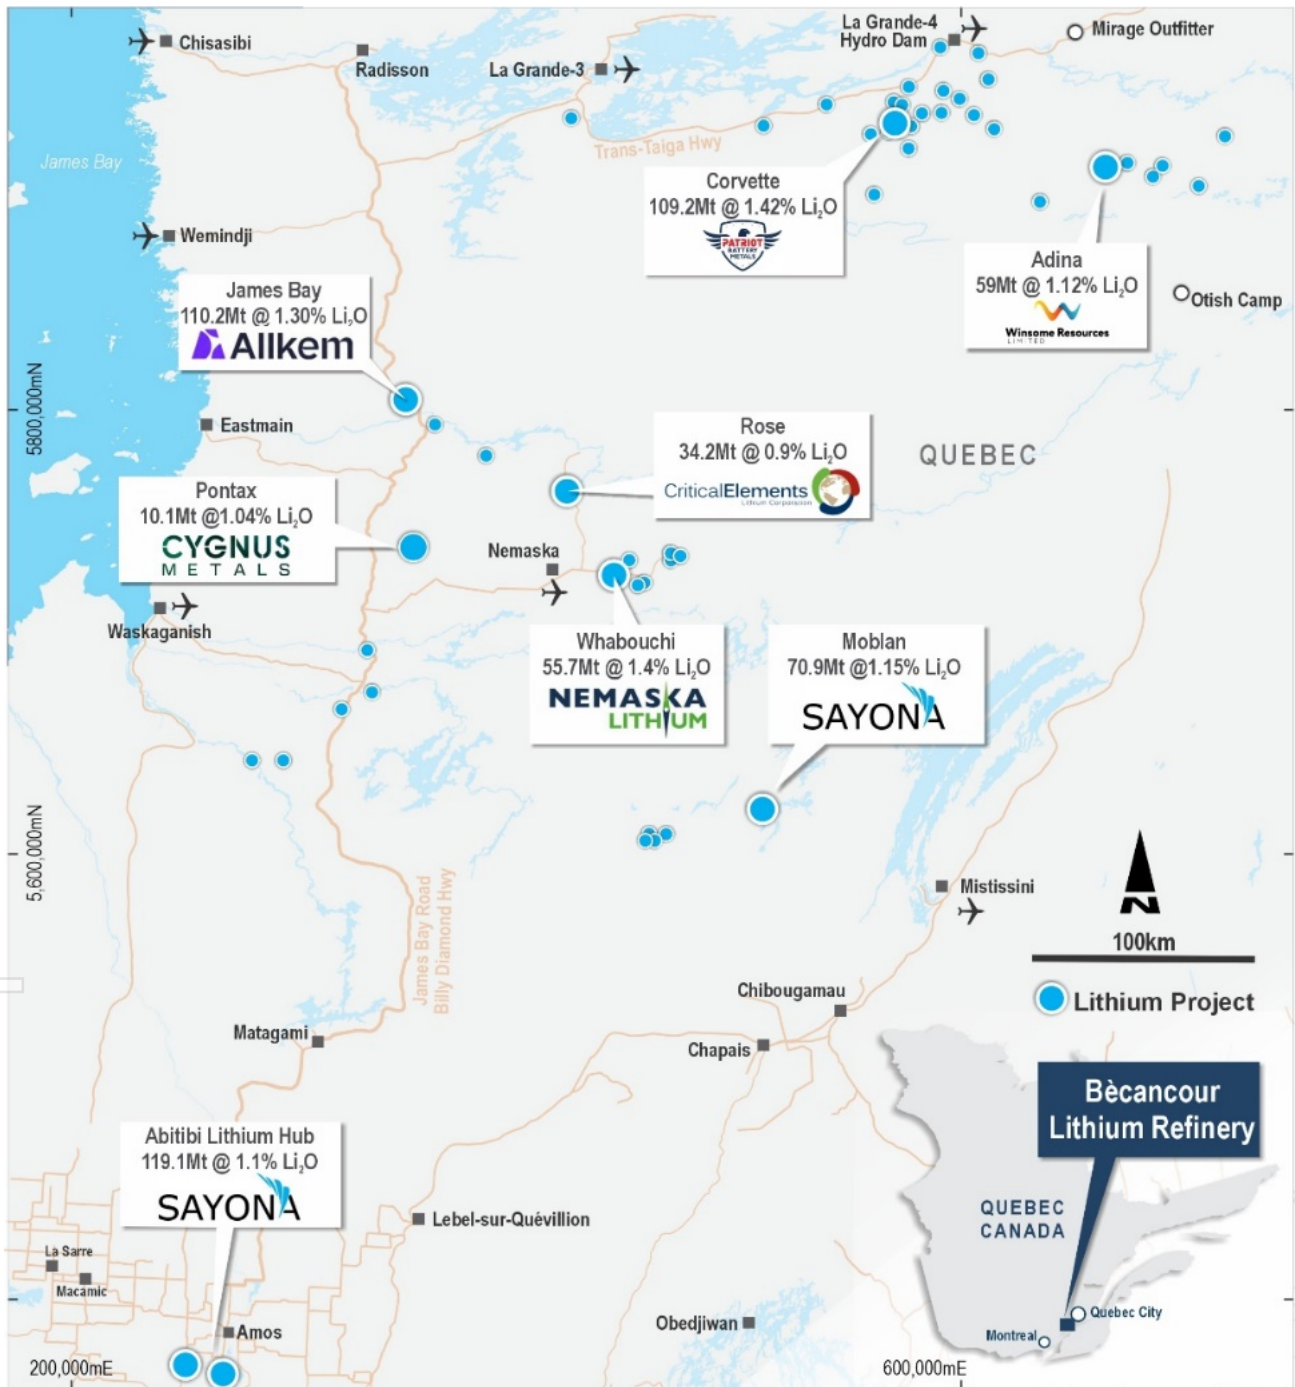 Chisasibi
Radisson
La Grande-3
La Grande-4
Hydro Dam
Mirage Outfitter
James Bay
Trans-Taiga Hwy
Corvette
109.2Mt @ 1.42% Li₂O
PATRIOT
BATTERY
METALS
Wemindji
Adina
59Mt @ 1.12% Li₂O
Winsome Resources
LIMITED
Otish Camp
James Bay
110.2Mt @ 1.30% Li₂O
Allkem
5800,000mN
Eastmain
Rose
34.2Mt @ 0.9% Li₂O
CriticalElements
Lithium Corporation
QUEBEC
Pontax
10.1Mt @1.04% Li₂O
CYGNUS
METALS
Nemaska
Waskaganish
Whabouchi
55.7Mt @ 1.4% Li₂O
NEMASKA
LITHIUM
Moblan
70.9Mt @1.15% Li₂O
SAYONA
5,600,000mN
Mistissini
N
100km
James Bay Road
Billy Diamond Hwy
Lithium Project
Chibougamau
Matagami
Chapais
Bècancour
Lithium Refinery
Abitibi Lithium Hub
119.1Mt @ 1.1% Li₂O
SAYONA
QUEBEC
CANADA
Lebel-sur-Quévillion
La Sarre
Macamic
Amos
Obedjiwan
Quebec City
Montreal
200,000mE
600,000mE